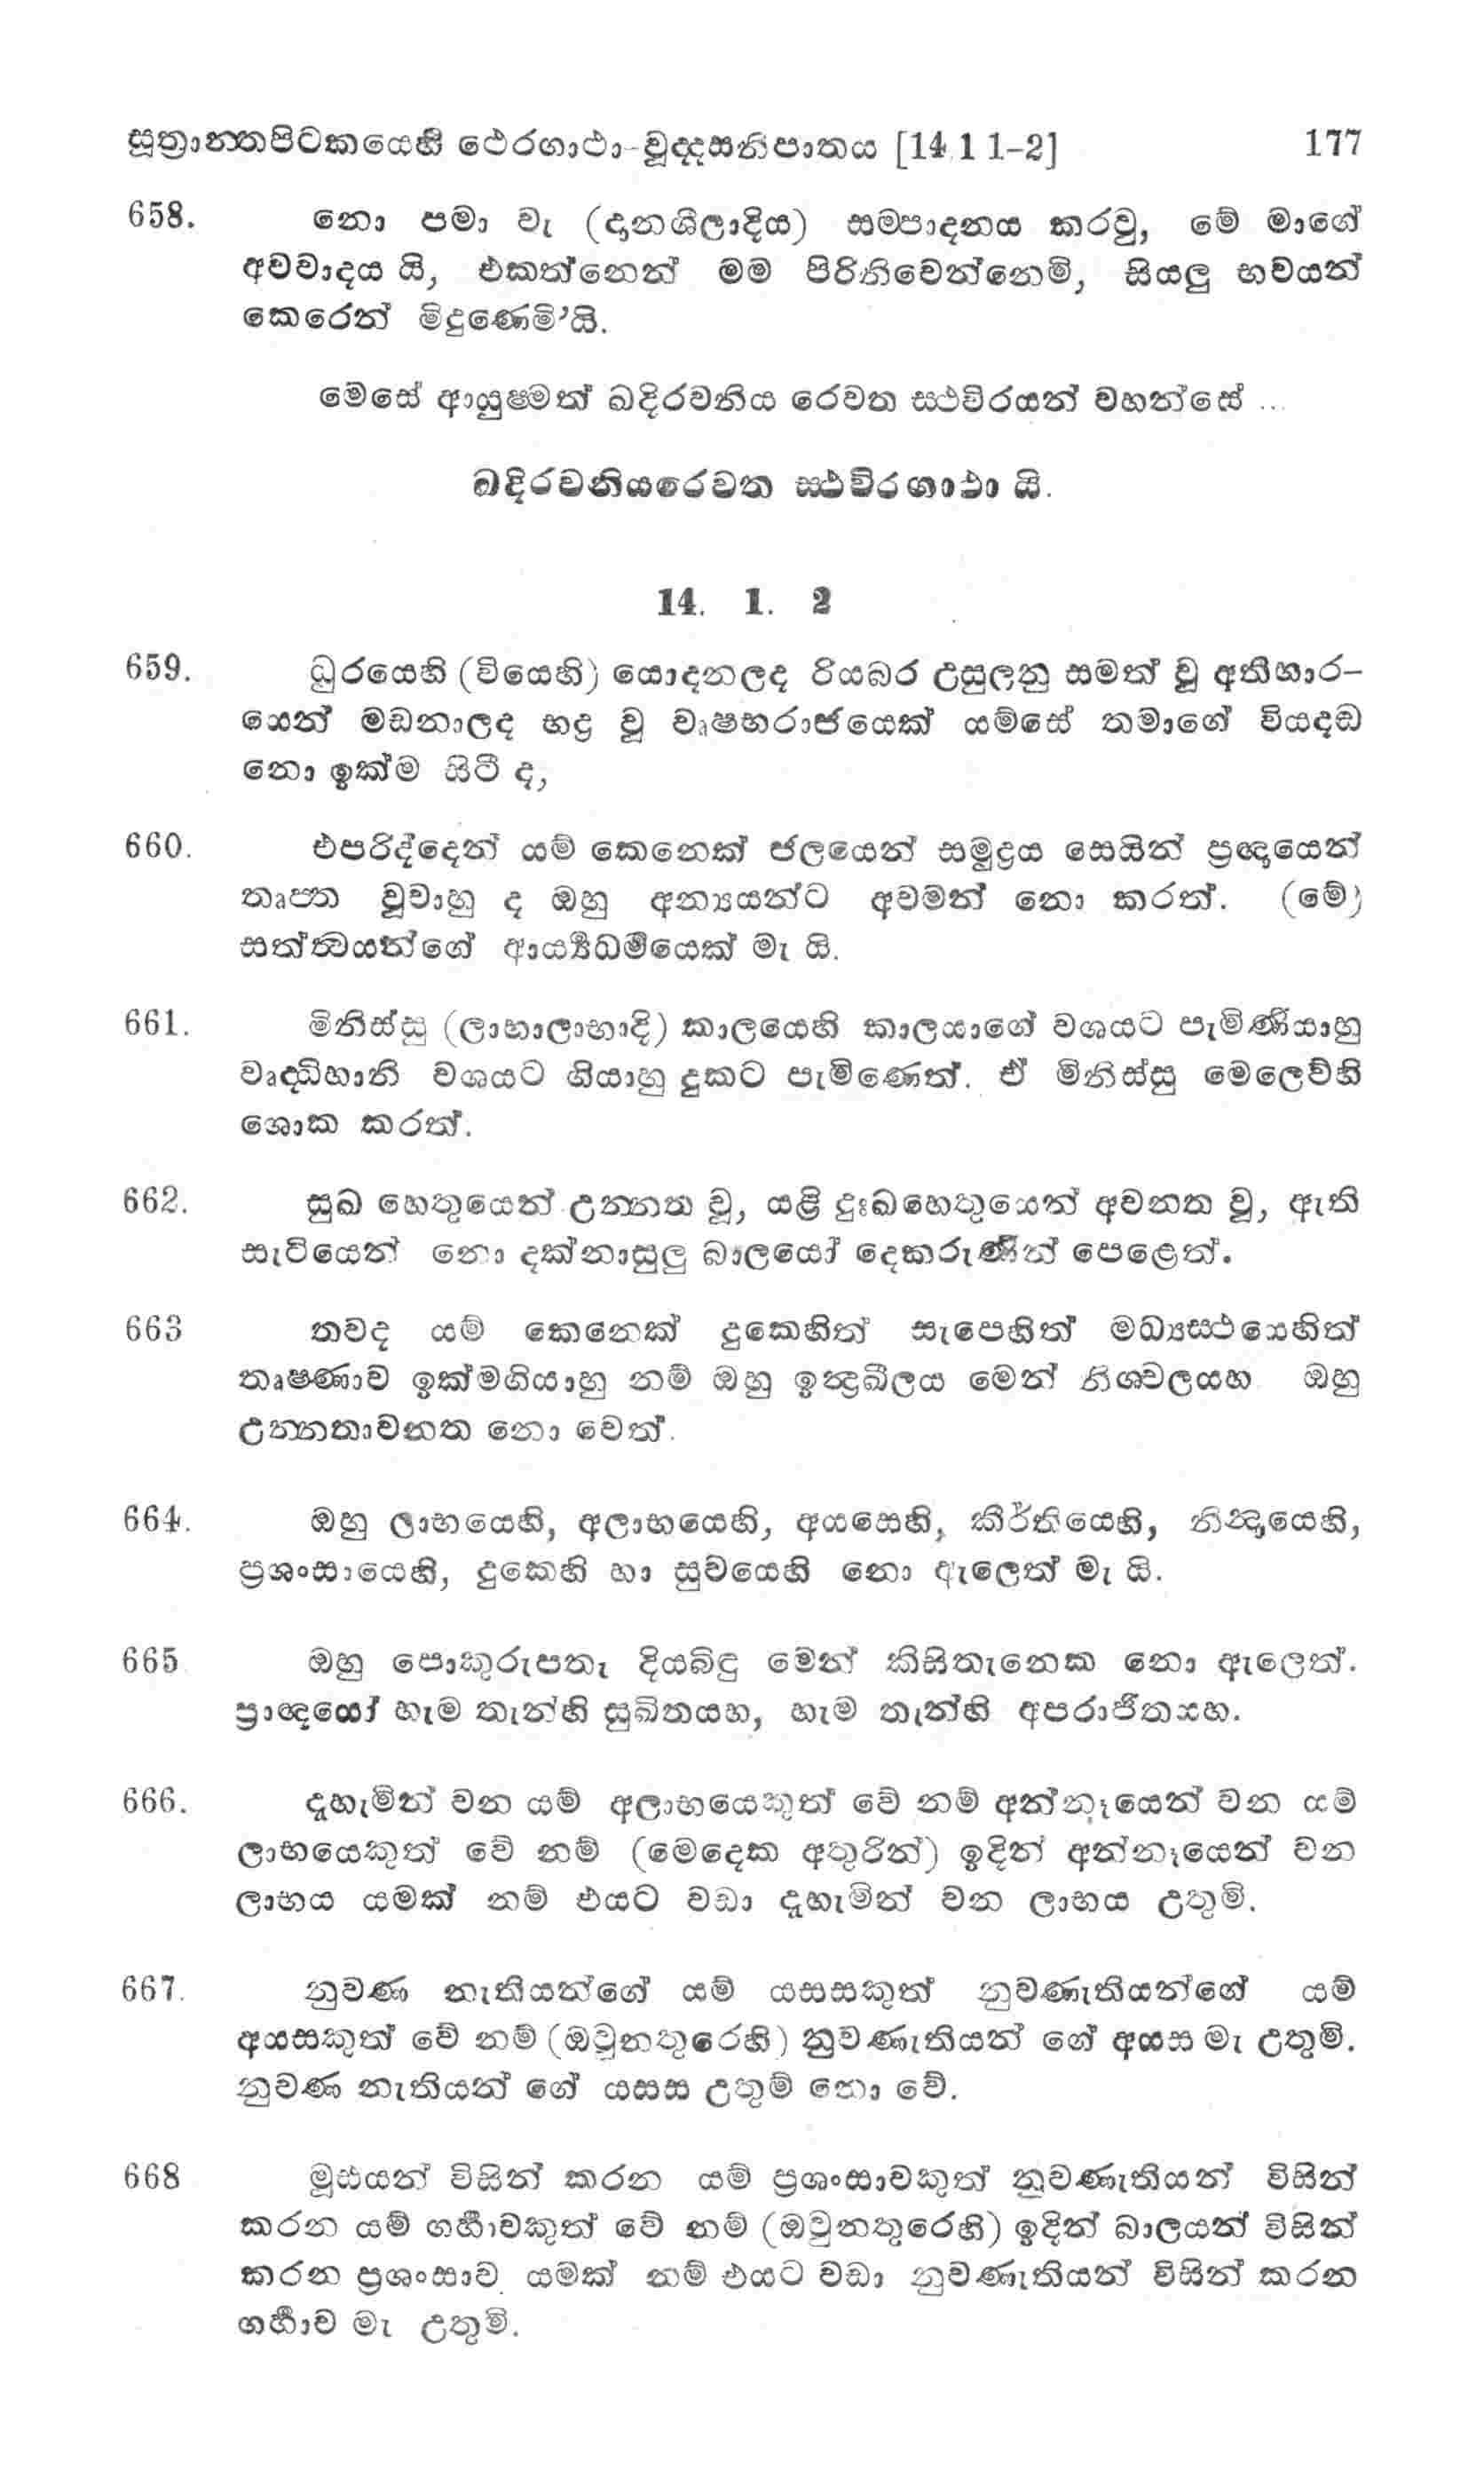 සූත්‍රාන්තපිටකයෙහි ථෙරගාථා-චුද්දසනිපාතය [14 1 1-2] 177
658. නො පමා වැ (දානශීලාදිය) සම්පාදනය කරවු, මේ මාගේ
අවවාදය යි, එකත්නෙන් මම පිරිනිවෙන්නෙමි, සියලු භවයන්
කෙරෙන් මිදුණෙමි’යි.
මෙසේ ආයුෂ්මත් ඛදිරවනිය රෙවත ස්ථවිරයන් වහන්සේ ...
ඛදිරවනියරෙවත ස්ථවිරගාථා යි.
14. 1. 2
659. ධුරයෙහි (වියෙහි) යොදනලද රියබර උසුලනු සමත් වූ අතිභාර-
යෙන් මඩනාලද භද්‍ර වූ වෘෂභරාජයෙක් යම්සේ තමාගේ වියදඬ
නො ඉක්ම සිටී ද,
660. එපරිද්දෙන් යම් කෙනෙක් ජලයෙන් සමුද්‍රය සෙයින් ප්‍රඥායෙන්
තෘප්ත වූවාහු ද ඔහු අන්‍යයන්ට අවමන් නො කරත්. (මේ)
සත්ත්වයන්ගේ ආර්‍ය්‍යධර්මයෙක් මැ යි.
661. මිනිස්සු (ලාභාලාභාදි) කාලයෙහි කාලයාගේ වශයට පැමිණියාහු
වෘද්ධිහානි වශයට ගියාහු දුකට පැමිණෙත්. ඒ මිනිස්සු මෙලෙව්හි
ශොක කරත්.
662. සුඛ හෙතුයෙන් උන්නත වූ, යළි දුඃඛහෙතුයෙන් අවනත වූ, ඇති
සැටියෙන් නො දක්නාසුලු බාලයෝ දෙකරුණින් පෙළෙත්.
663 තවද යම් කෙනෙක් දුකෙහිත් සැපෙහිත් මධ්‍යස්ථයෙහිත්
තෘෂ්ණාව ඉක්මගියාහු නම් ඔහු ඉන්ද්‍රඛීලය මෙන් නිශ්චලයහ ඔහු
උන්නතාවනත නො වෙත්.
664. ඔහු ලාභයෙහි, අලාභයෙහි, අයසෙහි, කීර්තියෙහි, නින්දායෙහි,
ප්‍රශංසායෙහි, දුකෙහි හා සුවයෙහි නො ඇලෙත් මැ යි.
665 ඔහු පොකුරුපතැ දියබිඳු මෙන් කිසිතැනෙක නො ඇලෙත්.
ප්‍රාඥයෝ හැම තැන්හි සුඛිතයහ, හැම තැන්හි අපරාජිතයහ.
666. දැහැමින් වන යම් අලාභයෙකුත් වේ නම් අන්නෑයෙන් වන යම්
ලාභයෙකුත් වේ නම් (මෙදෙක අතුරින්) ඉදින් අන්නෑයෙන් වන
ලාභය යමක් නම් එයට වඩා දැහැමින් වන ලාභය උතුමි.
667. නුවණ නැතියන්ගේ යම් යසසකුත් නුවණැතියන්ගේ යම්
අයසකුත් වේ නම් (ඔවුනතුරෙහි) නුවණැතියන් ගේ අයස මැ උතුමි.
නුවණ නැතියන් ගේ යසස උතුම් නො වේ.
668 මූඪයන් විසින් කරන යම් ප්‍රශංසාවකුත් නුවණැතියන් විසින්
කරන යම් ගර්හාවකුත් වේ නම් (ඔවුනතුරෙහි) ඉදින් බාලයන් විසින්
කරන ප්‍රශංසාව යමක් නම් එයට වඩා නුවණැතියන් විසින් කරන
ගර්හාව මැ උතුමි.